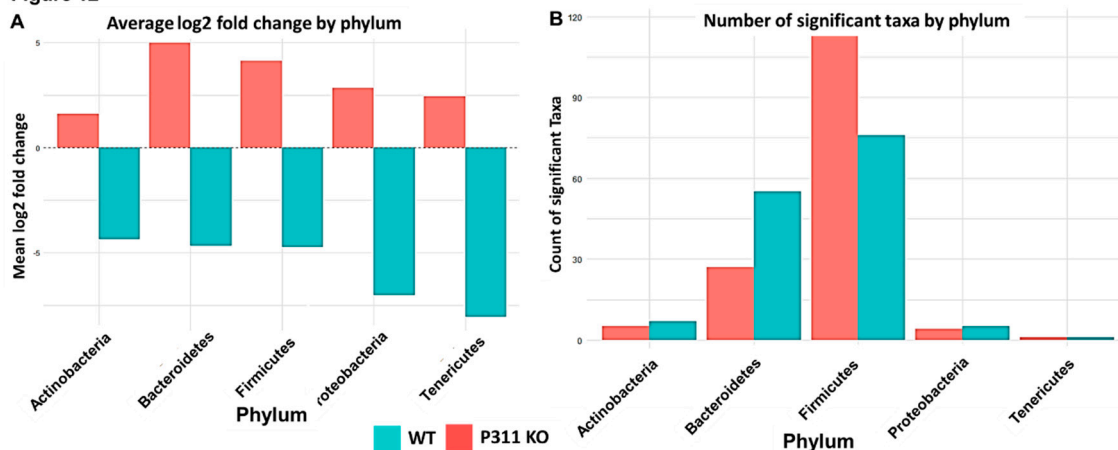 A
Average log2 fold change by phylum
Mean log2 fold change
5
0
-5
Actinobacteria
Bacteroidetes
Firmicutes
roteobacteria
Tenericutes
Phylum
B
Number of significant taxa by phylum
Count of significant Taxa
120
90
60
30
0
Actinobacteria
Bacteroidetes
Firmicutes
Proteobacteria
Tenericutes
Phylum
WT
P311 KO